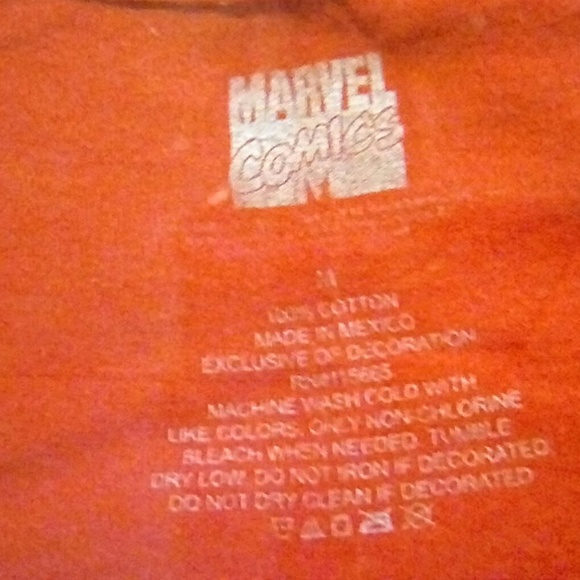 MARVEL
COMICS
M
M
100% COTTON
MADE IN MEXICO
EXCLUSIVE OF DECORATION
MACHINE WASH COLD WITH
LIKE COLORS. ONLY NON-CHLORINE
BLEACH WHEN NEEDED. TUMBLE
DRY LOW. DO NOT IRON IF DECORATED
DO NOT DRY CLEAN IF DECORATED